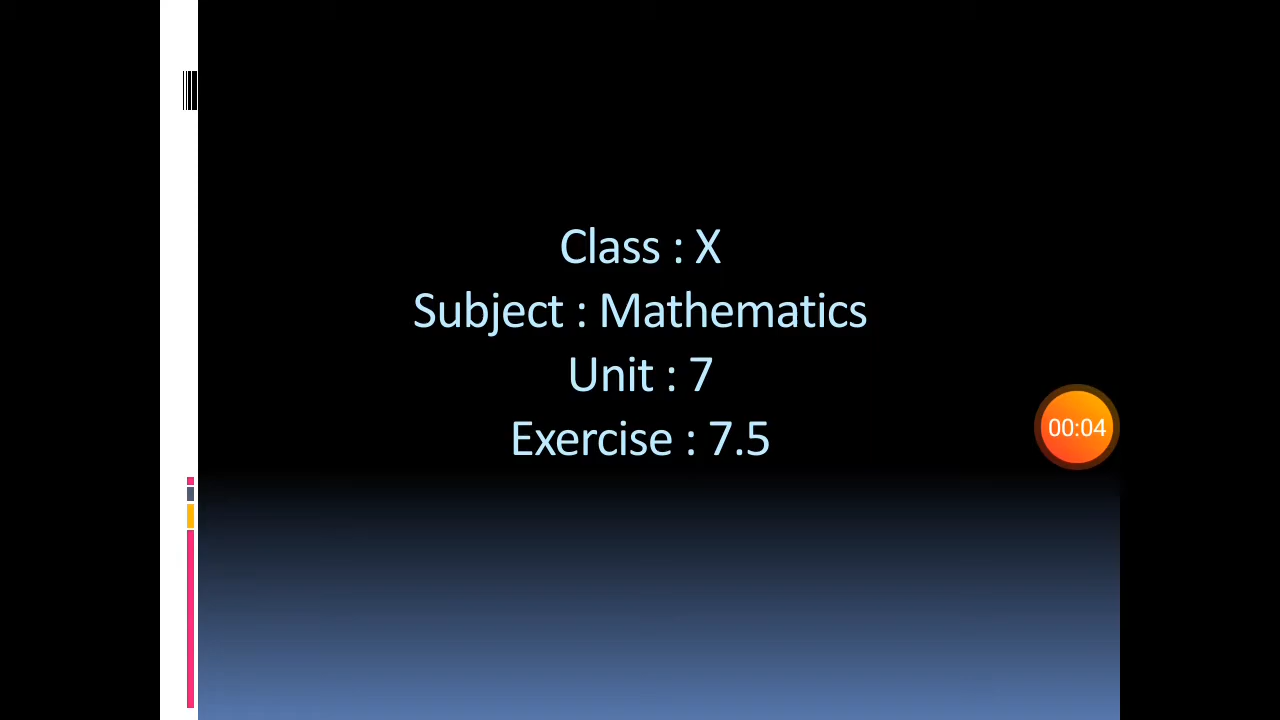 Class : X
Subject : Mathematics
Unit : 7
Exercise : 7.5
00:04